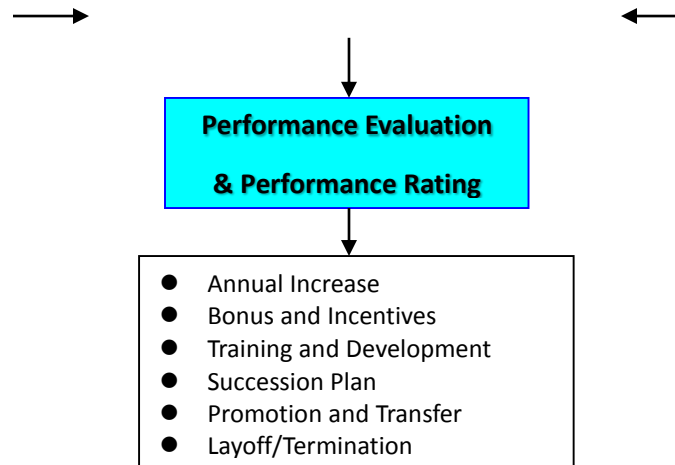 Performance Evaluation
& Performance Rating
● Annual Increase
● Bonus and Incentives
● Training and Development
● Succession Plan
● Promotion and Transfer
● Layoff/Termination